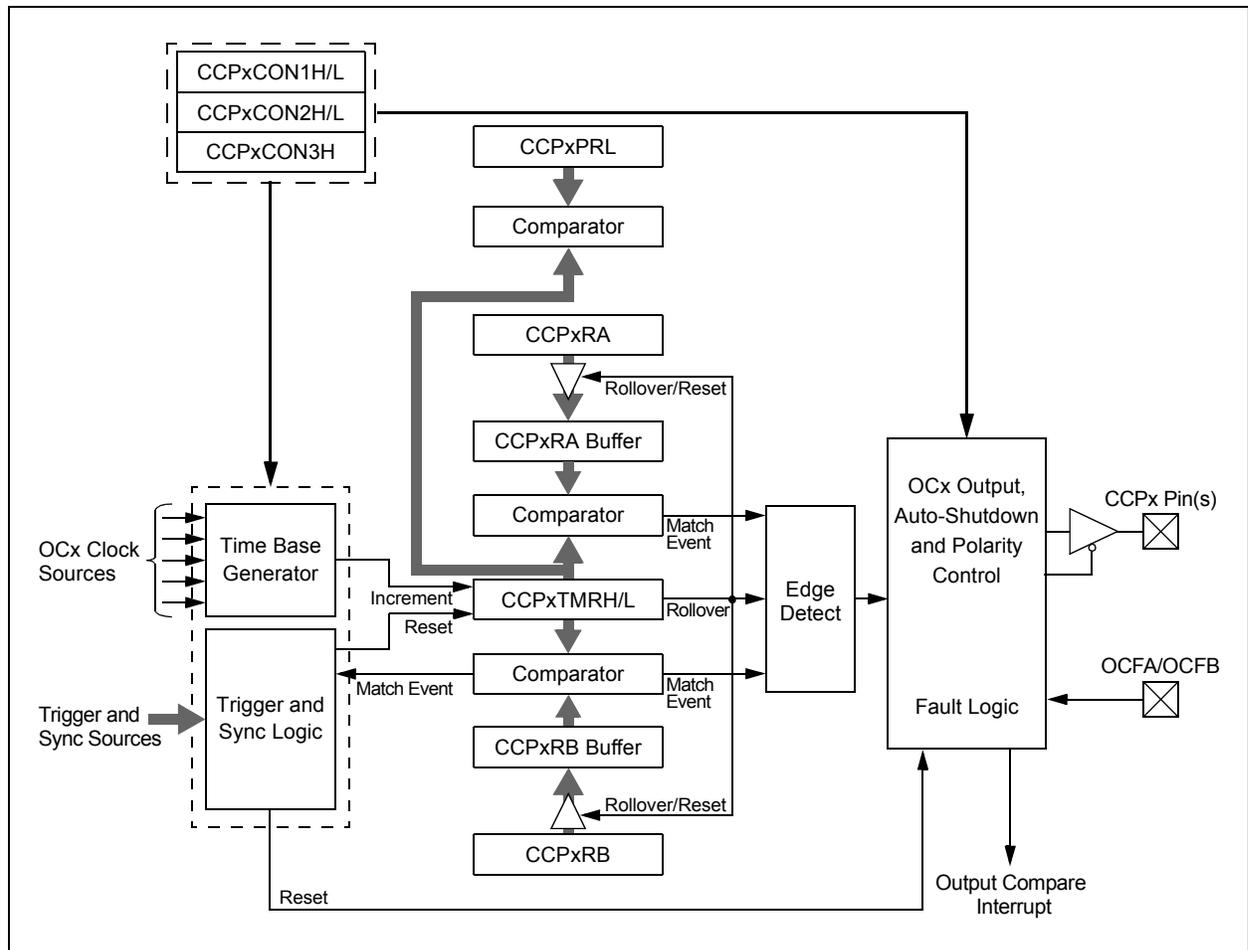 CCPxCON1H/L
CCPxCON2H/L
CCPxCON3H
CCPxPRL
Comparator
CCPxRA
Rollover/Reset
CCPxRA Buffer
Comparator
Match
Event
OCx Clock
Sources
Time Base
Generator
Increment
Reset
CCPxTMRH/L
Rollover
Edge
Detect
OCx Output,
Auto-Shutdown
and Polarity
Control
CCPx Pin(s)
Trigger and
Sync Sources
Trigger and
Sync Logic
Match Event
Comparator
Match
Event
Fault Logic
OCFA/OCFB
CCPxRB Buffer
Rollover/Reset
CCPxRB
Reset
Output Compare
Interrupt